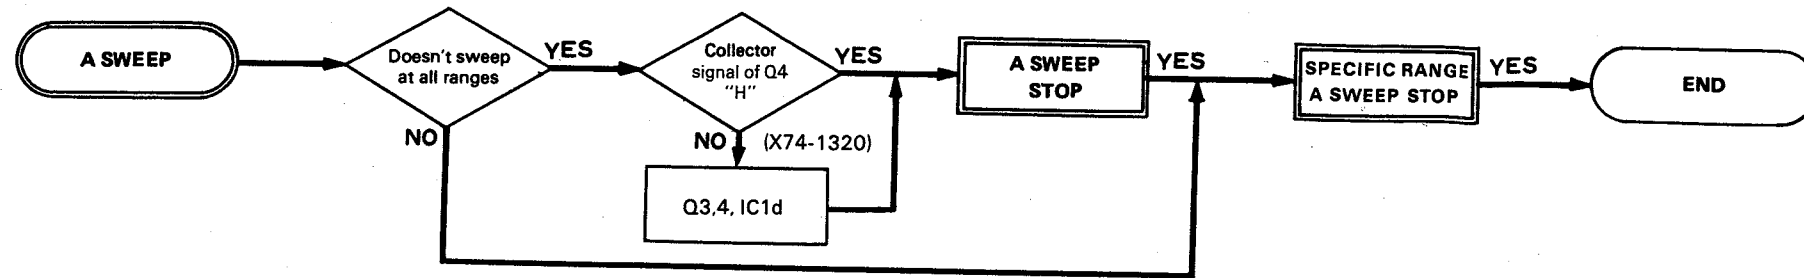 A SWEEP
Doesn't sweep
at all ranges
YES
NO
Collector
signal of Q4
"H"
YES
NO
(X74-1320)
Q3,4, IC1d
A SWEEP
STOP
YES
SPECIFIC RANGE
A SWEEP STOP
YES
END